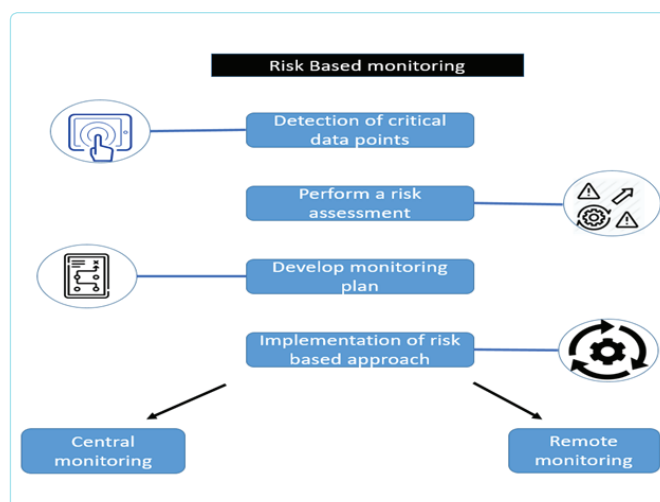 Risk Based monitoring
Detection of critical
data points
Perform a risk
assessment
Develop monitoring
plan
Implementation of risk
based approach
Central
monitoring
Remote
monitoring